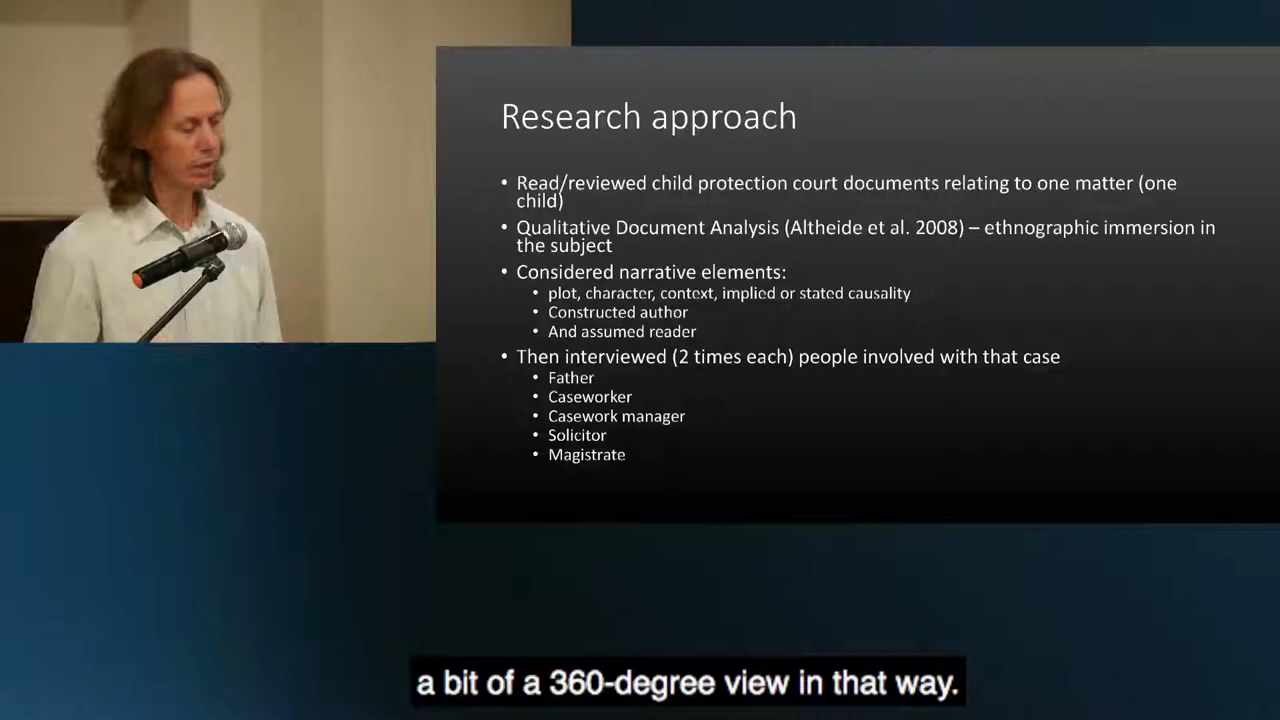 Research approach
• Read/reviewed child protection court documents relating to one matter (one
child)
• Qualitative Document Analysis (Altheide et al. 2008) – ethnographic immersion in
the subject
• Considered narrative elements:
• plot, character, context, implied or stated causality
• Constructed author
• And assumed reader
• Then interviewed (2 times each) people involved with that case
• Father
• Caseworker
• Casework manager
• Solicitor
• Magistrate
a bit of a 360-degree view in that way.